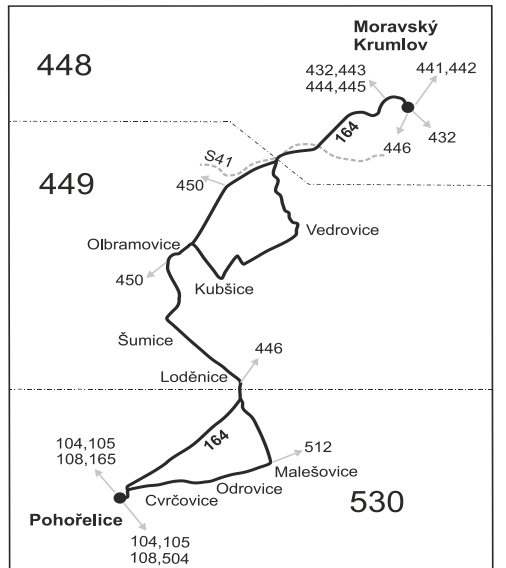 Moravský
Krumlov
448
432,443
444,445
441,442
164
446
432
S41
449
450
Vedrovice
Olbramovice
450
Kubšice
Šumice
446
Loděnice
164
104,105
108,165
512
Malešovice
Odrovice
Cvrčovice
530
Pohořelice
104,105
108,504